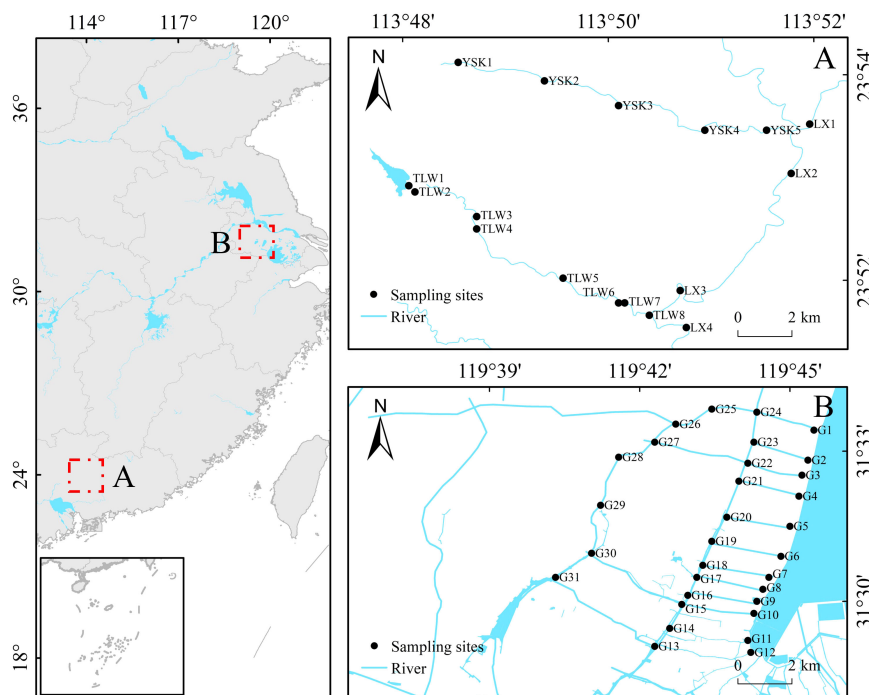 114° 117° 120°
36°
30°
24°
18°
B
A
113°48' 113°50' 113°52'
23°54'
23°52'
A
N
YSK1
YSK2
YSK3
YSK4
YSK5
LX1
LX2
TLW1
TLW2
TLW3
TLW4
TLW5
TLW6
TLW7
TLW8
LX3
LX4
Sampling sites
River
0 2 km
119°39' 119°42' 119°45'
31°33'
31°30'
B
N
G25
G24
G26
G1
G27
G23
G28
G22
G2
G21
G3
G4
G29
G20
G5
G19
G30
G6
G18
G31
G17
G7
G16
G8
G15
G9
G10
G14
G11
G13
G12
Sampling sites
River
0 2 km